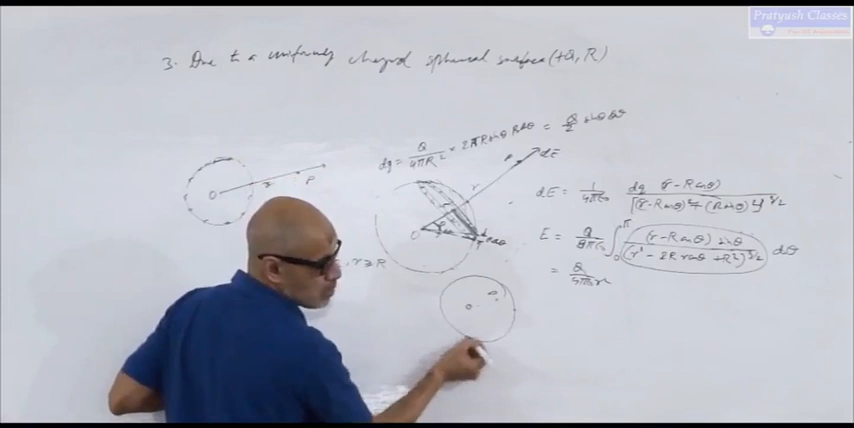 Pratyush Classes
3. Due to a uniformly charged spherical surface (+Q, R)
dq = Q/4πR² × 2πR sinθ R dθ = Q/2 sinθ dθ
dE
P
r
O
r
P
dE = 1/4πε₀ dq (r - R cosθ) / [(r - R cosθ)² + (R sinθ)²]^3/2
O
E = Q/8πε₀ ∫₀^π (r - R cosθ) sinθ / (r² - 2R r cosθ + R²)^3/2 dθ
, r ≥ R
= Q/4πε₀r²
O
P